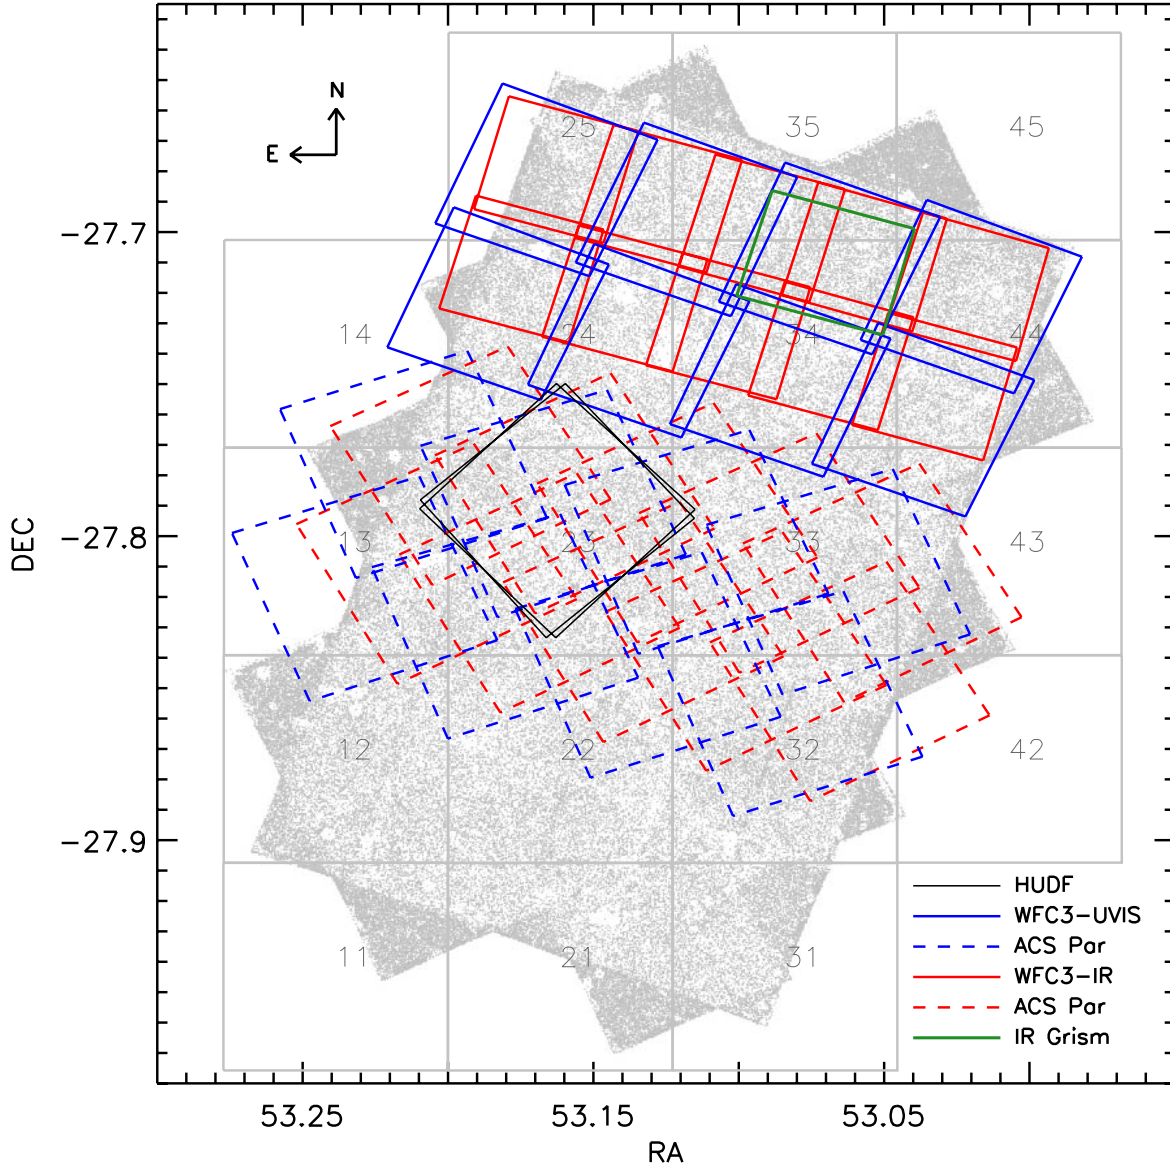 N
E
25 35 45
-27.7
14 24 34 44
DEC
-27.8
13 23 33 43
12 22 32 42
-27.9
11 21 31
HUDF
WFC3-UVIS
ACS Par
WFC3-IR
ACS Par
IR Grism
53.25 53.15 53.05
RA